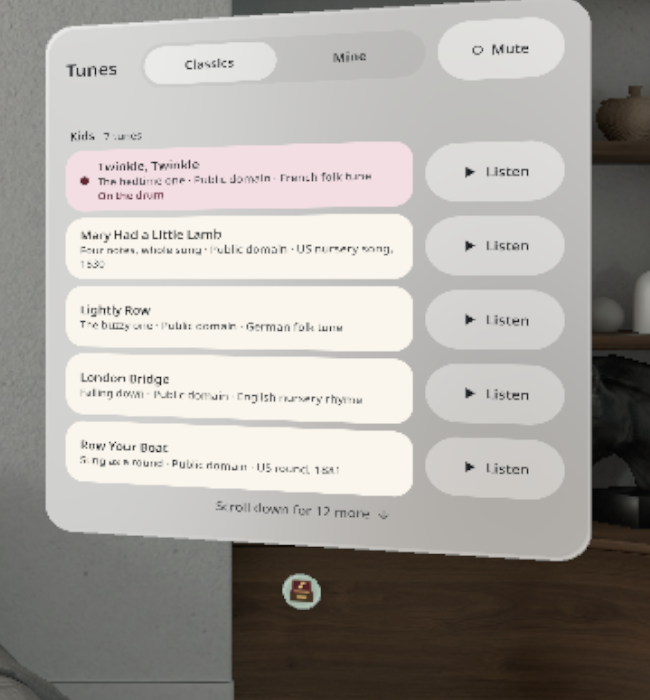 Tunes
Classics
Mine
Mute
Kids 7 tunes
Twinkle, Twinkle
The bedtime one · Public domain · French folk tune
On the drum
Listen
Mary Had a Little Lamb
Four notes, whole song · Public domain · US nursery song,
1830
Listen
Lightly Row
The buzzy one · Public domain · German folk tune
Listen
London Bridge
Falling down · Public domain · English nursery rhyme
Listen
Row Your Boat
Sung as a round · Public domain · US round, 1881
Listen
Scroll down for 12 more ↓